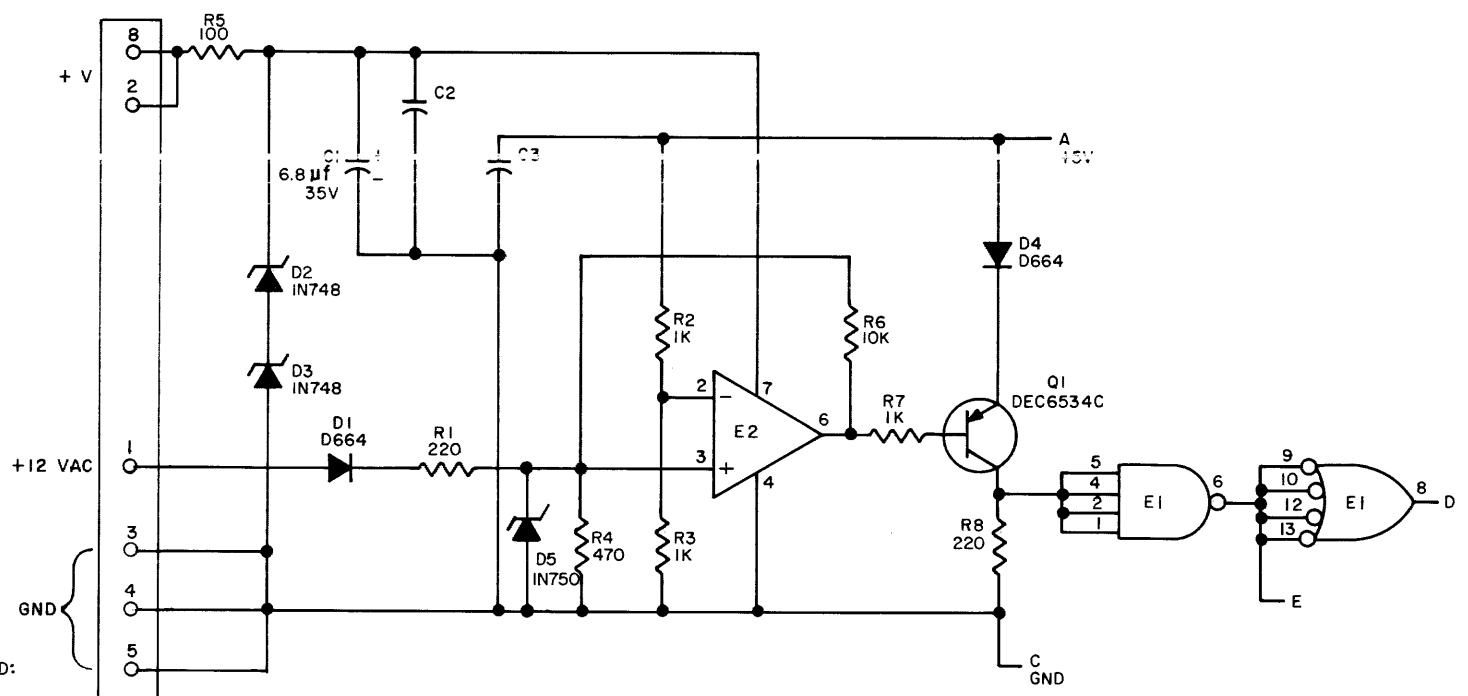 R5
100
8
+ V
2
C2
A
+5V
C1
+
C3
6.8 µf
35V
−
D4
D664
D2
IN748
R2
1K
R6
10K
D3
IN748
Q1
DEC6534C
7
2
−
R7
1K
D1
D664
R1
220
E2
6
1
+12 VAC
3
+
4
5
4
2
1
E1
6
9
10
12
13
E1
8
D
R8
220
D5
IN750
R4
470
R3
1K
3
4
GND
E
5
D:
C
GND